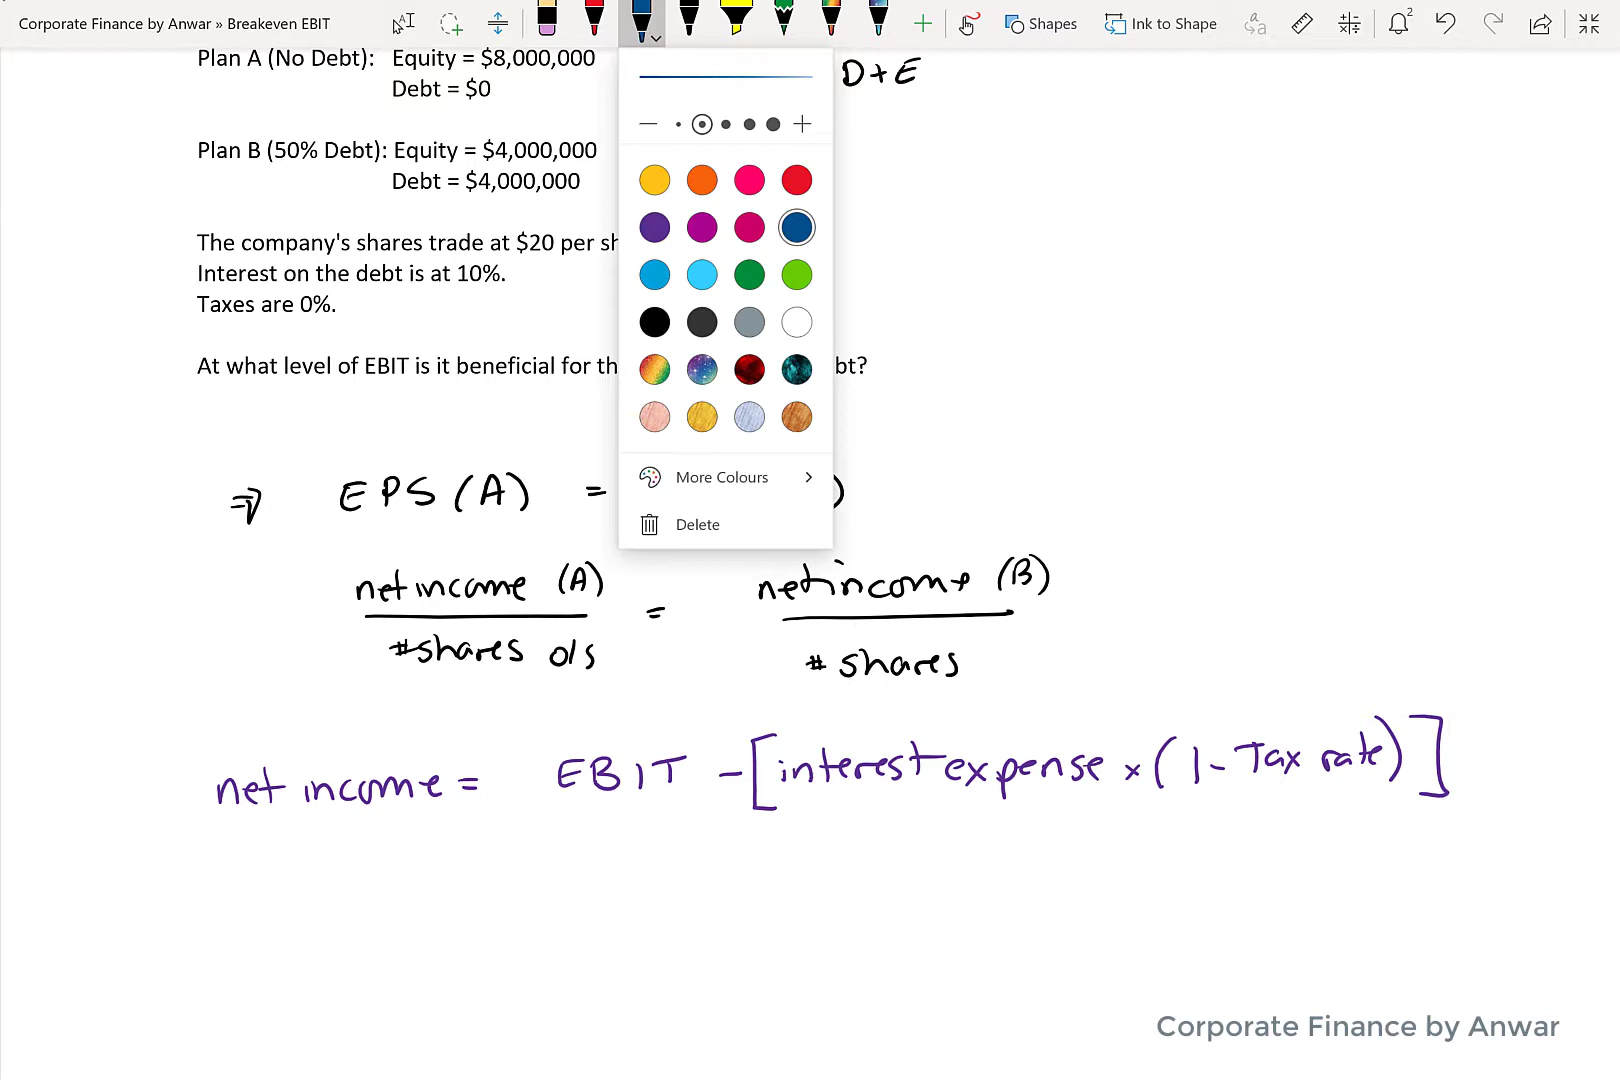 Corporate Finance by Anwar » Breakeven EBIT
Shapes
Ink to Shape
2
Plan A (No Debt): Equity = $8,000,000
Debt = $0
D+E
Plan B (50% Debt): Equity = $4,000,000
Debt = $4,000,000
The company's shares trade at $20 per sh
Interest on the debt is at 10%.
Taxes are 0%.
At what level of EBIT is it beneficial for th bt?
More Colours
Delete
⇒ EPS (A) = )
net income (A) = net income (B)
#shares o/s # shares
net income = EBIT - [interest expense × (1 - Tax rate)]
Corporate Finance by Anwar